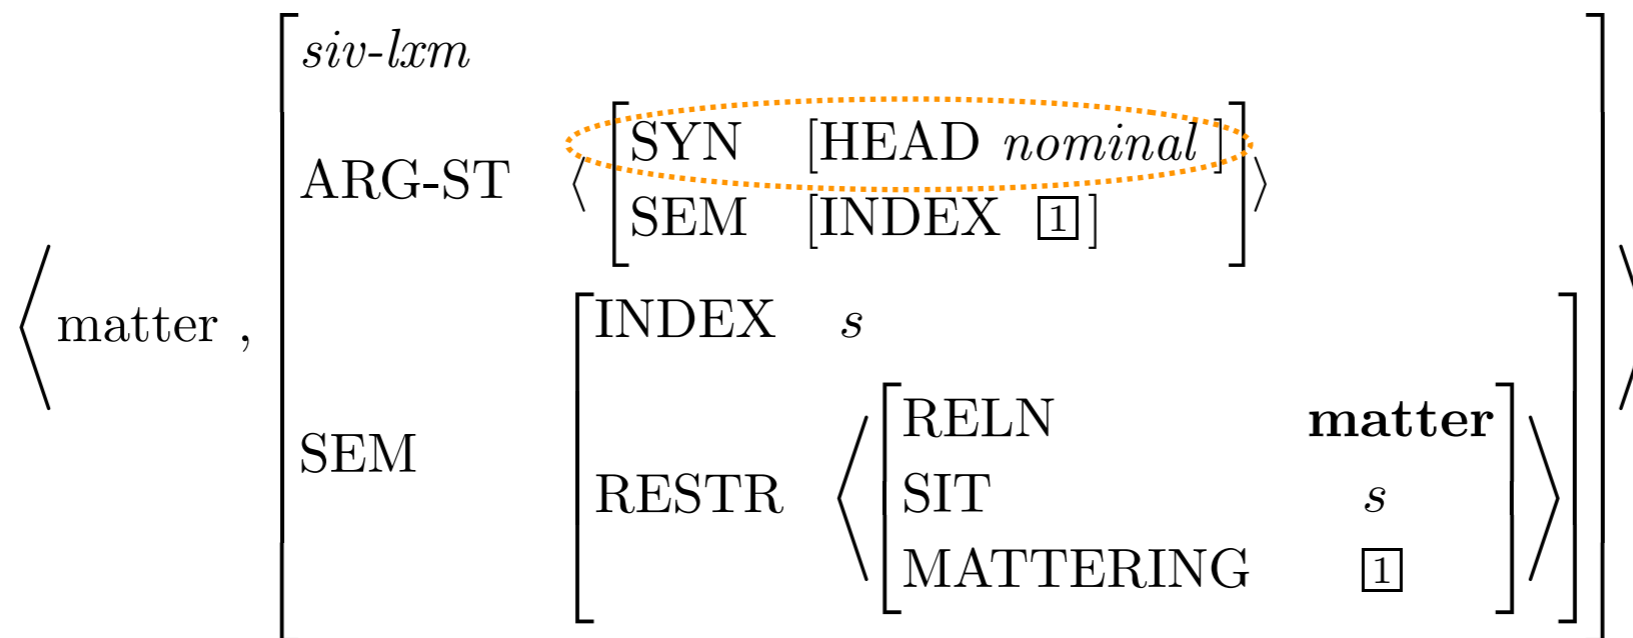 siv-lxm
ARG-ST ⟨ [ SYN [HEAD nominal ]
SEM [INDEX 1 ] ] ⟩
⟨ matter ,
INDEX s
SEM
RELN matter
RESTR ⟨ SIT s ⟩
MATTERING 1